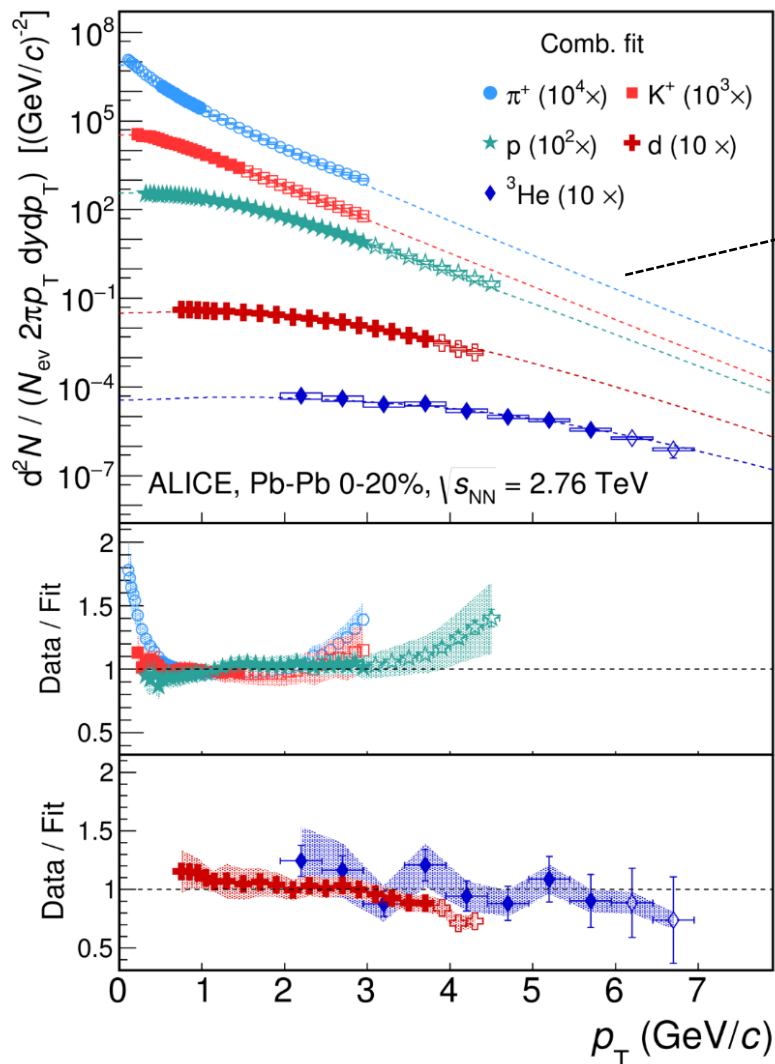 d²N / (N_ev 2πp_T dydp_T) [(GeV/c)⁻²]
10⁸
10⁵
10²
10⁻¹
10⁻⁴
10⁻⁷
Comb. fit
π⁺ (10⁴×) K⁺ (10³×)
p (10²×) d (10 ×)
³He (10 ×)
ALICE, Pb-Pb 0-20%, √s_NN = 2.76 TeV
Data / Fit
2
1.5
1
0.5
Data / Fit
2
1.5
1
0.5
0 1 2 3 4 5 6 7
p_T (GeV/c)